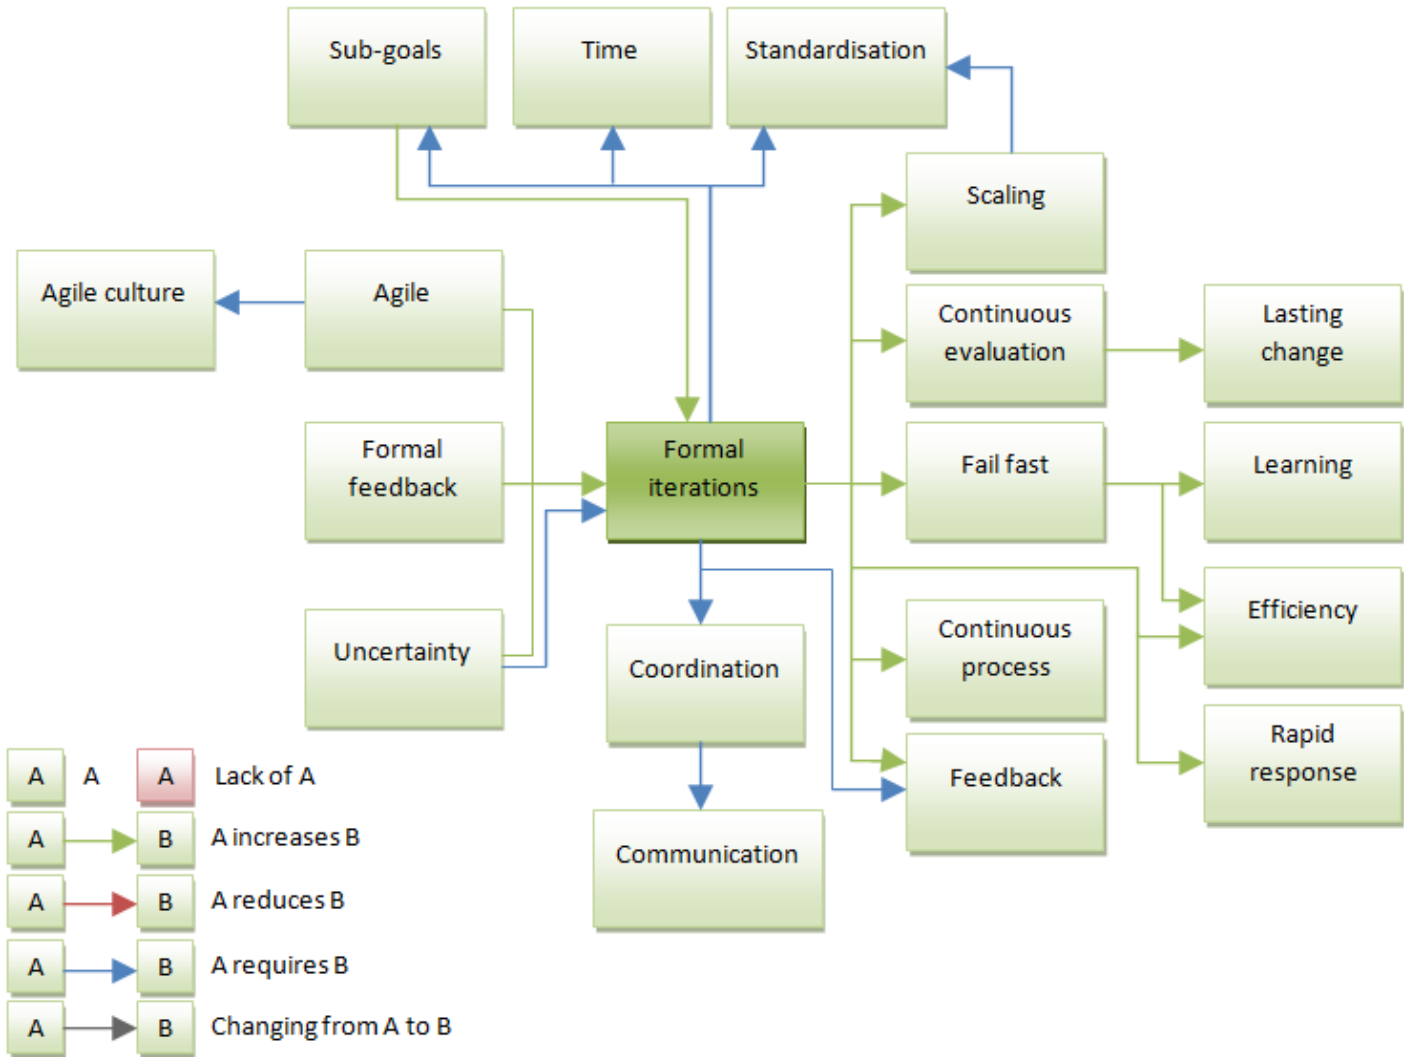 Sub-goals
Time
Standardisation
Scaling
Agile culture
Agile
Continuous
evaluation
Lasting
change
Formal
feedback
Formal
iterations
Fail fast
Learning
Uncertainty
Coordination
Continuous
process
Efficiency
Feedback
Rapid
response
Communication
A A A Lack of A
A B A increases B
A B A reduces B
A B A requires B
A B Changing from A to B